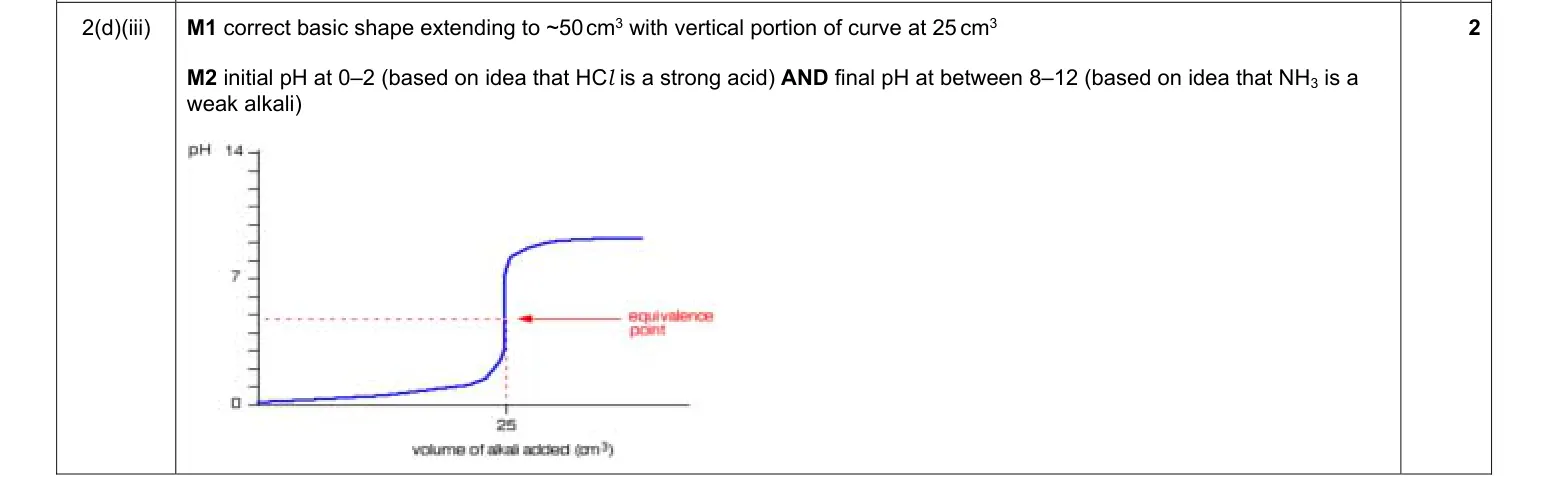 2(d)(iii)
M1 correct basic shape extending to ~50 cm³ with vertical portion of curve at 25 cm³
2
M2 initial pH at 0–2 (based on idea that HCl is a strong acid) AND final pH at between 8–12 (based on idea that NH₃ is a
weak alkali)
pH 14
7
equivalence
point
0
25
volume of alkali added (cm³)